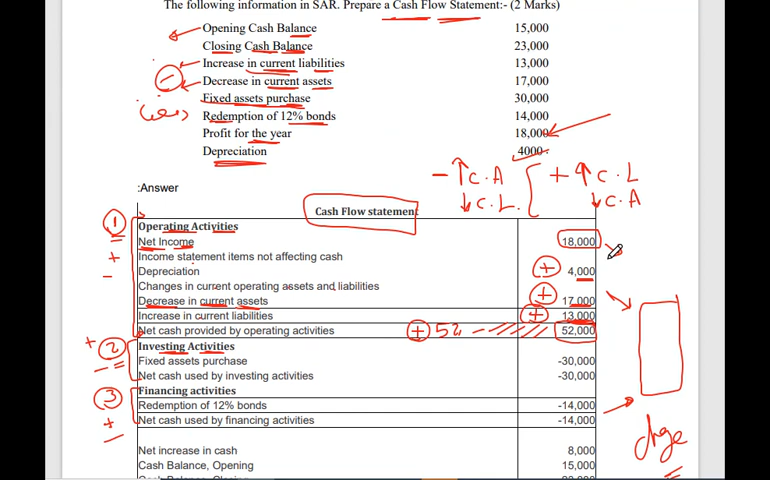 The following information in SAR. Prepare a Cash Flow Statement:- (2 Marks)
Opening Cash Balance 15,000
Closing Cash Balance 23,000
Increase in current liabilities 13,000
Decrease in current assets 17,000
Fixed assets purchase 30,000
Redemption of 12% bonds 14,000
Profit for the year 18,000
Depreciation 4000
- ↑ C.A + ↑ C.L
↓ C.L. ↓ C.A
:Answer
Cash Flow statement
1 Operating Activities
Net Income 18,000
+ Income statement items not affecting cash
- Depreciation + 4,000
Changes in current operating assets and liabilities
Decrease in current assets + 17,000
Increase in current liabilities + 13,000
Net cash provided by operating activities + 52 52,000
+ 2 Investing Activities
- Fixed assets purchase -30,000
Net cash used by investing activities -30,000
3 Financing activities
Redemption of 12% bonds -14,000
+ Net cash used by financing activities -14,000
-
Net increase in cash 8,000
Cash Balance, Opening 15,000